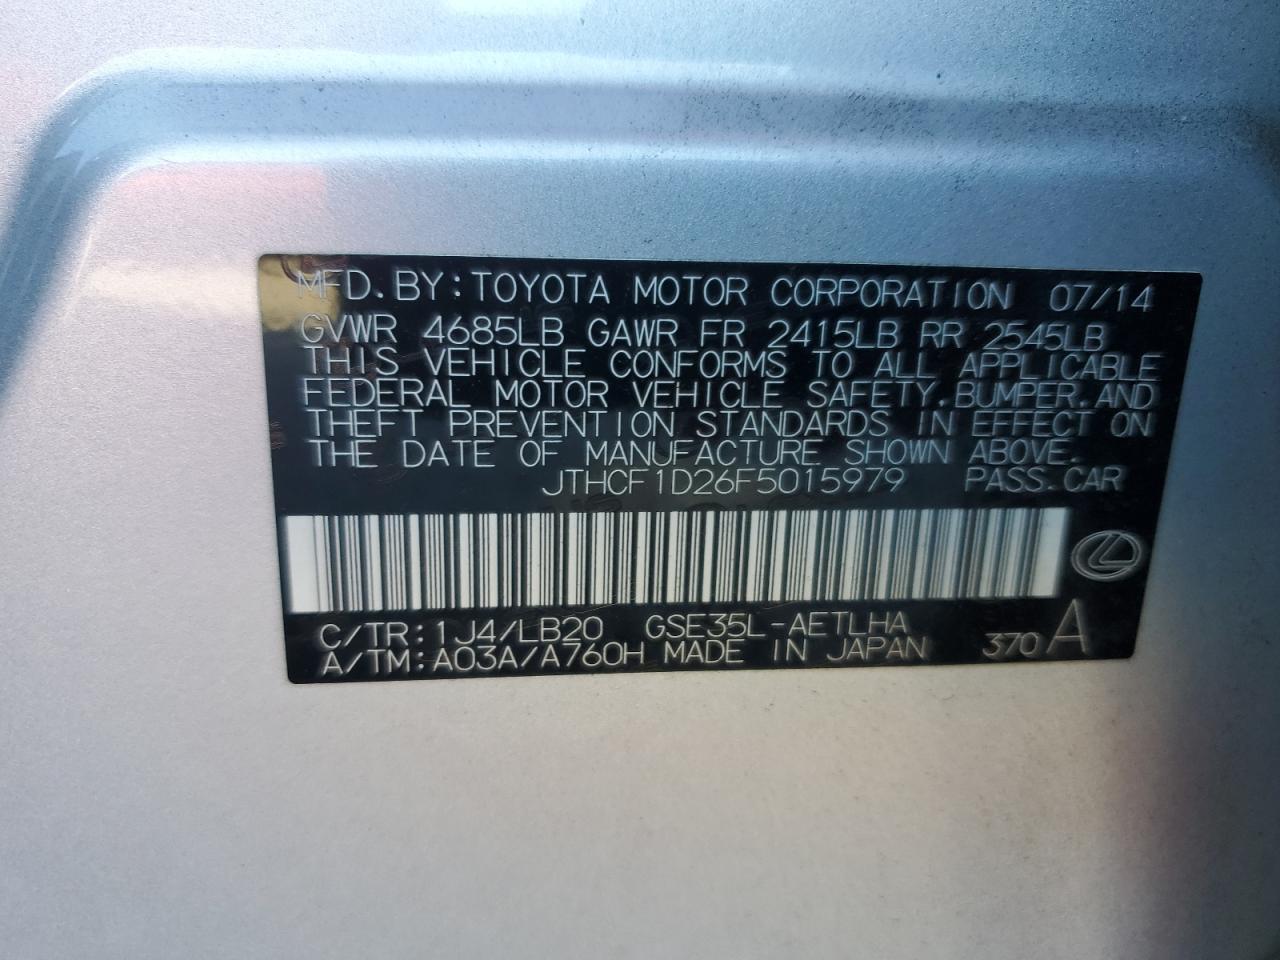 MFD. BY: TOYOTA MOTOR CORPORATION 07/14
GVWR 4685LB GAWR FR 2415LB RR 2545LB
THIS VEHICLE CONFORMS TO ALL APPLICABLE
FEDERAL MOTOR VEHICLE SAFETY, BUMPER, AND
THEFT PREVENTION STANDARDS IN EFFECT ON
THE DATE OF MANUFACTURE SHOWN ABOVE.
JTHCF1D26F5015979 PASS. CAR
C/TR: 1J4/LB20 GSE35L-AETLHA
A/TM: A03A/A760H MADE IN JAPAN 370 A